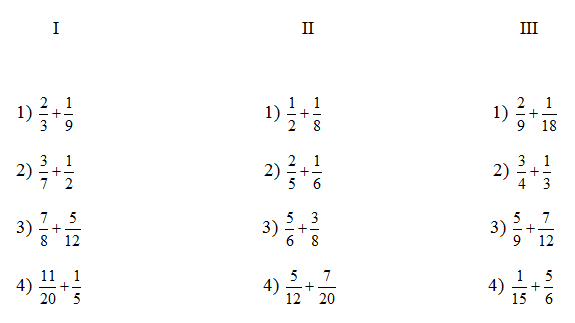 I II III
1) 2/3 + 1/9 1) 1/2 + 1/8 1) 2/9 + 1/18
2) 3/7 + 1/2 2) 2/5 + 1/6 2) 3/4 + 1/3
3) 7/8 + 5/12 3) 5/6 + 3/8 3) 5/9 + 7/12
4) 11/20 + 1/5 4) 5/12 + 7/20 4) 1/15 + 5/6